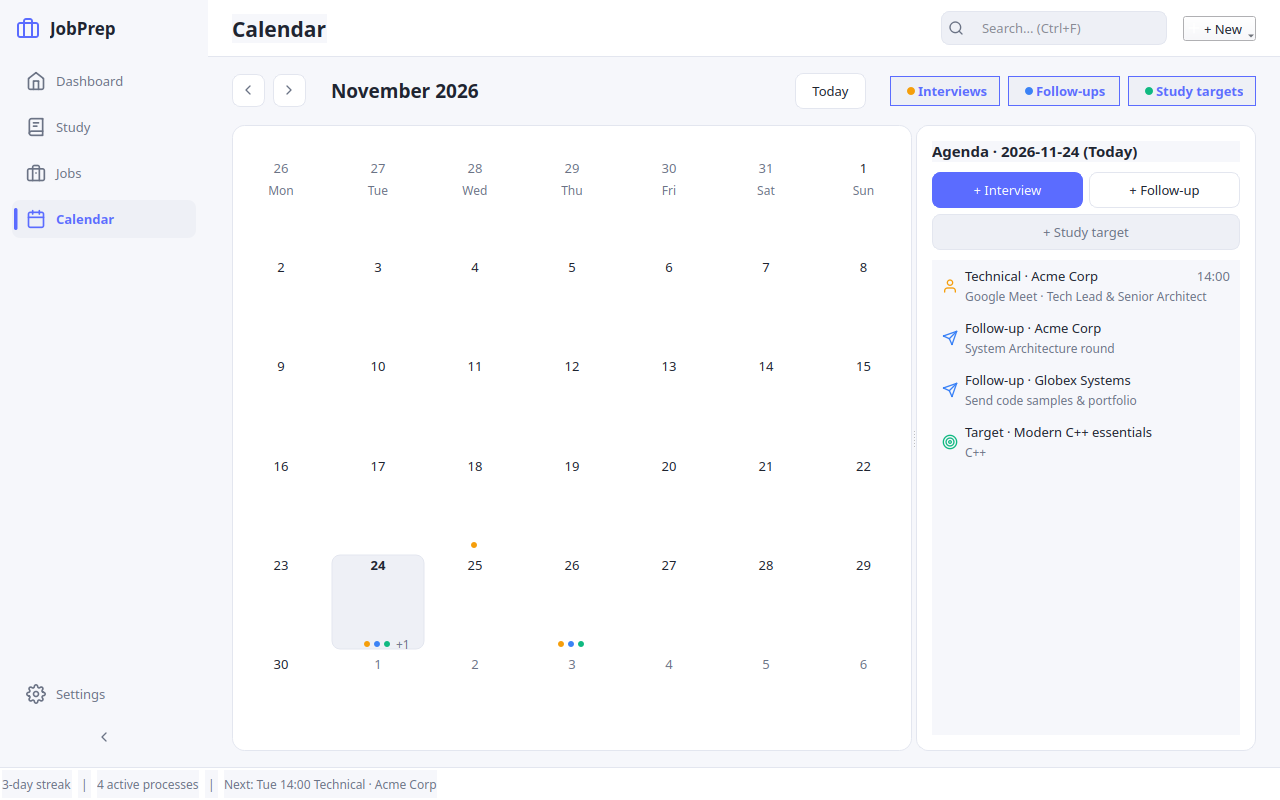 JobPrep
Dashboard
Study
Jobs
Calendar
Settings
Calendar
Search... (Ctrl+F)
+ New
November 2026
Today
Interviews
Follow-ups
Study targets
26 27 28 29 30 31 1
Mon Tue Wed Thu Fri Sat Sun
2 3 4 5 6 7 8
9 10 11 12 13 14 15
16 17 18 19 20 21 22
23 24 25 26 27 28 29
+1
30 1 2 3 4 5 6
Agenda · 2026-11-24 (Today)
+ Interview
+ Follow-up
+ Study target
Technical · Acme Corp 14:00
Google Meet · Tech Lead & Senior Architect
Follow-up · Acme Corp
System Architecture round
Follow-up · Globex Systems
Send code samples & portfolio
Target · Modern C++ essentials
C++
3-day streak | 4 active processes | Next: Tue 14:00 Technical · Acme Corp